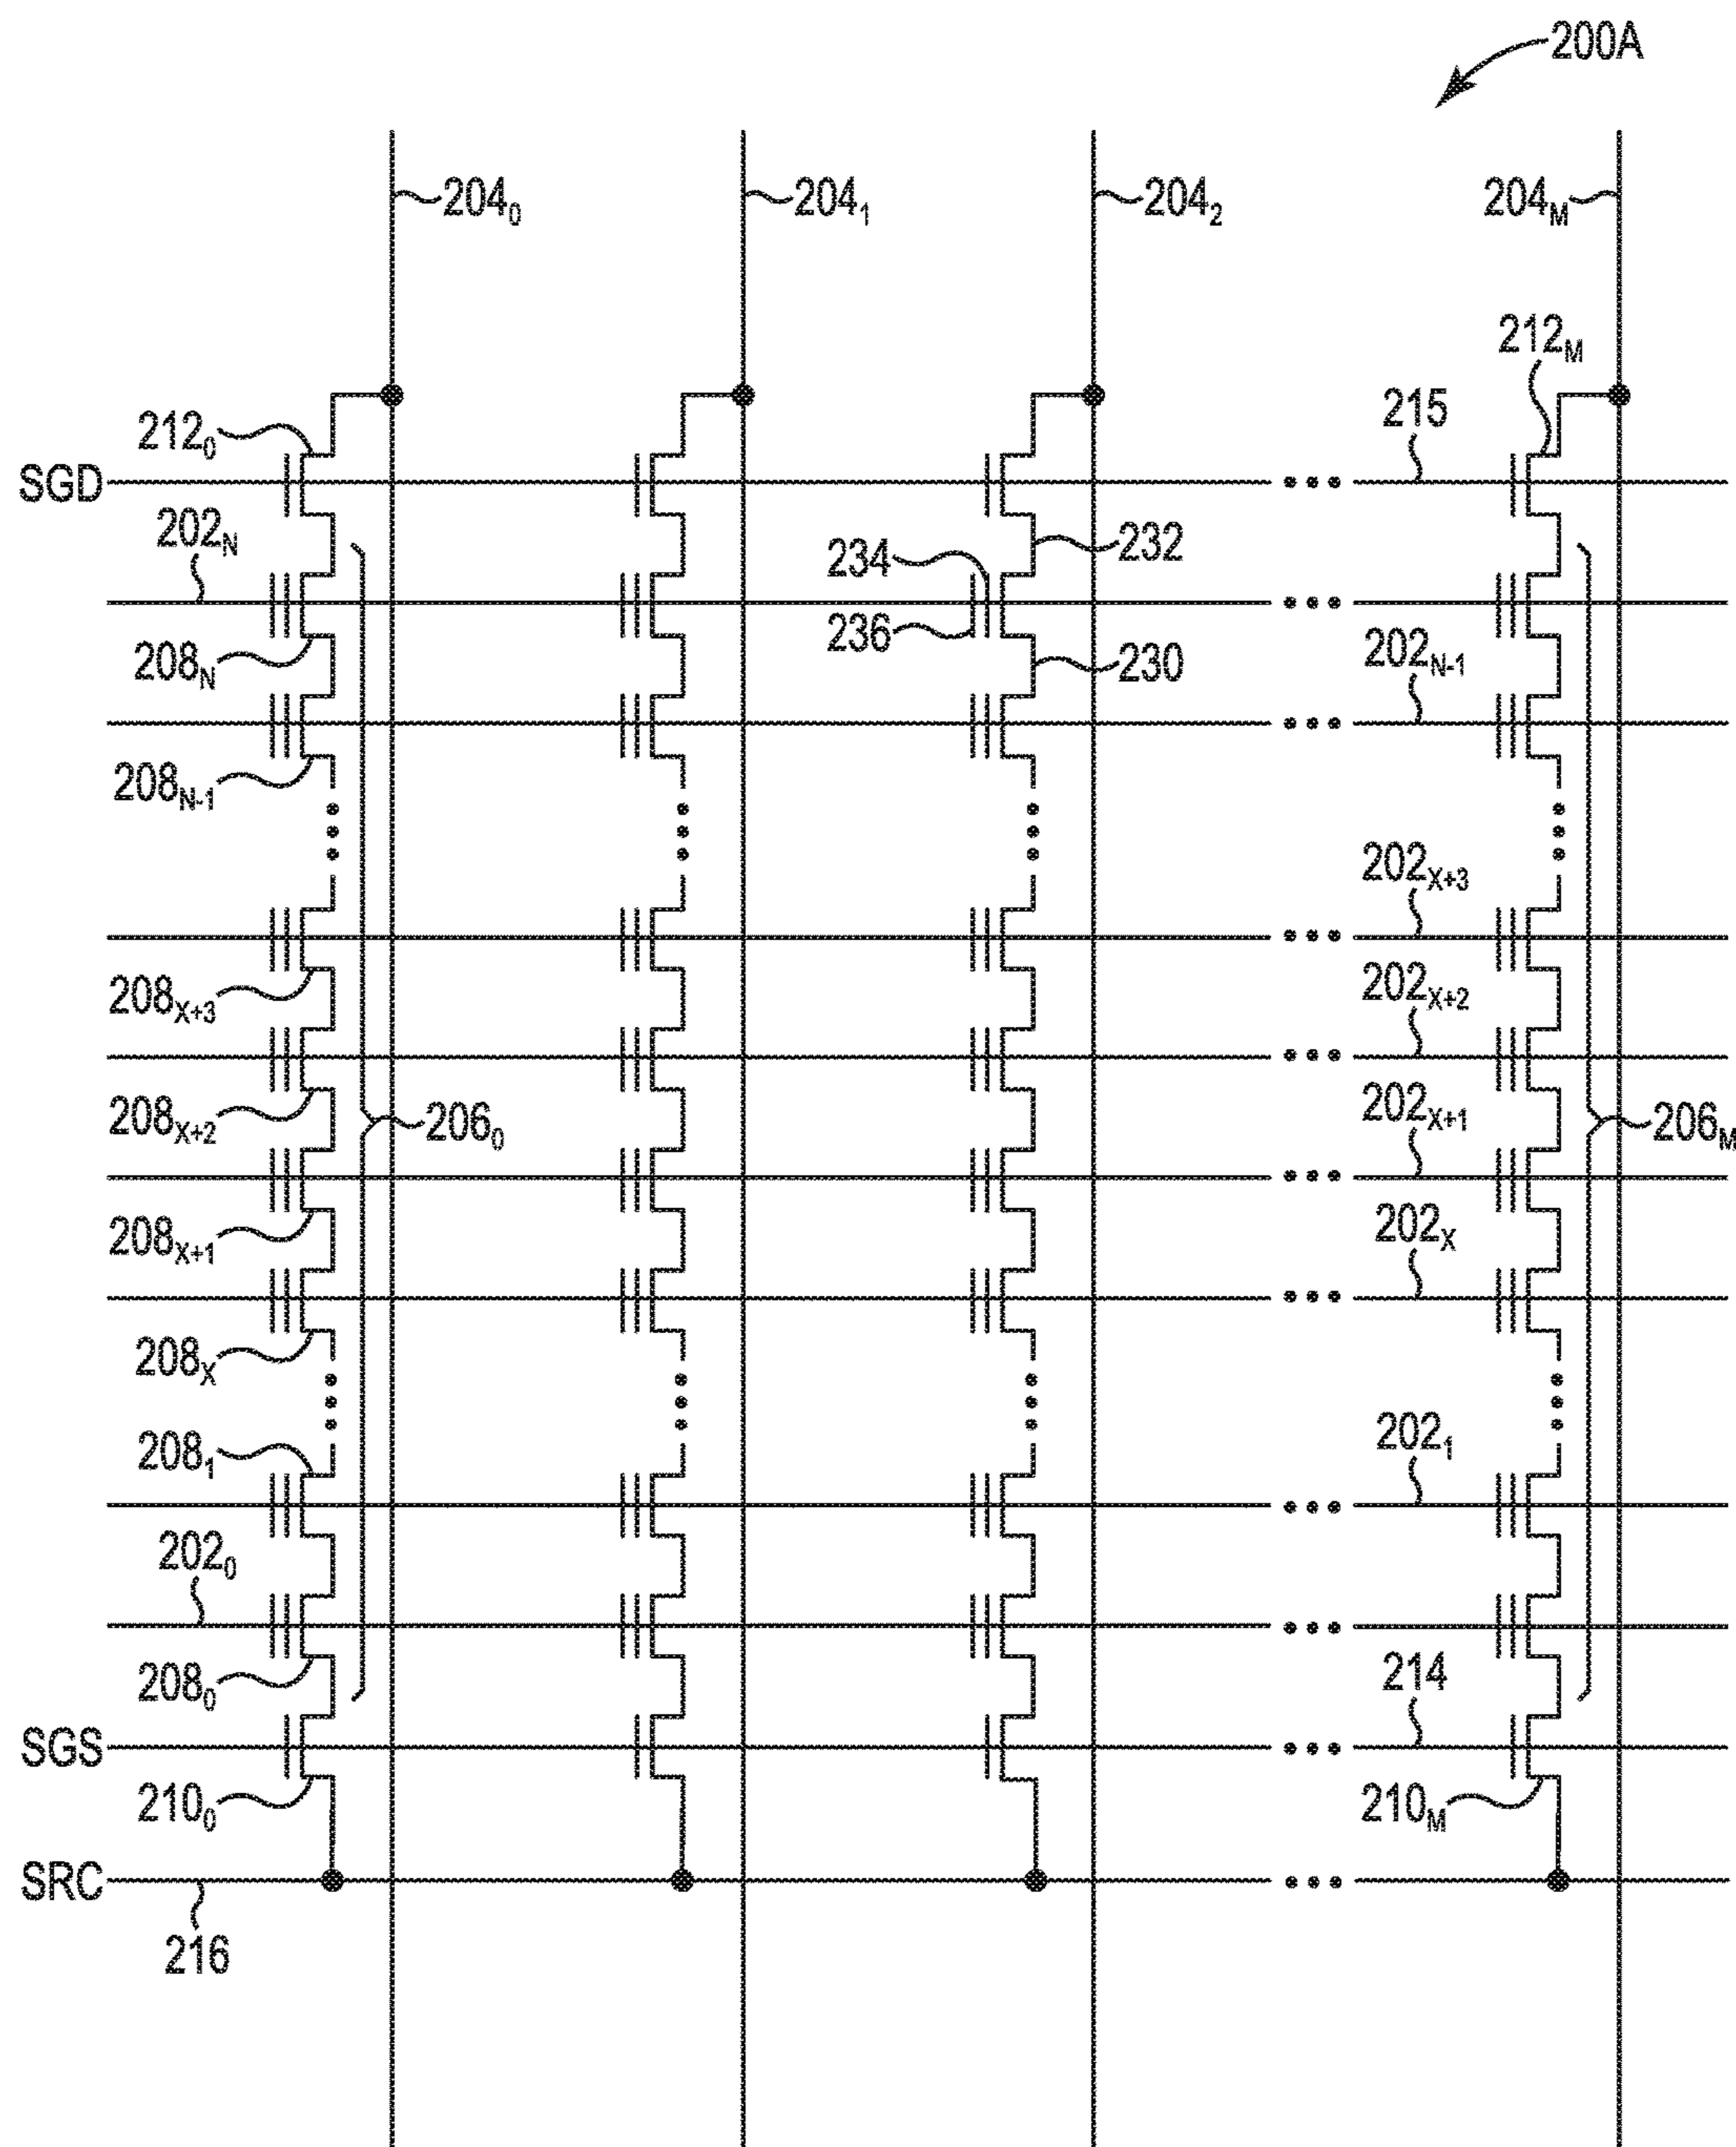 200A
204₀ 204₁ 204₂ 204M
212M
212₀ 215
SGD
202N 232
234
236
208N 230 202N-1
208N-1
202X+3
208X+3 202X+2
208X+2 206₀ 202X+1 206M
208X+1 202X
208X
208₁ 202₁
202₀
208₀ 214
SGS
210₀ 210M
SRC
216